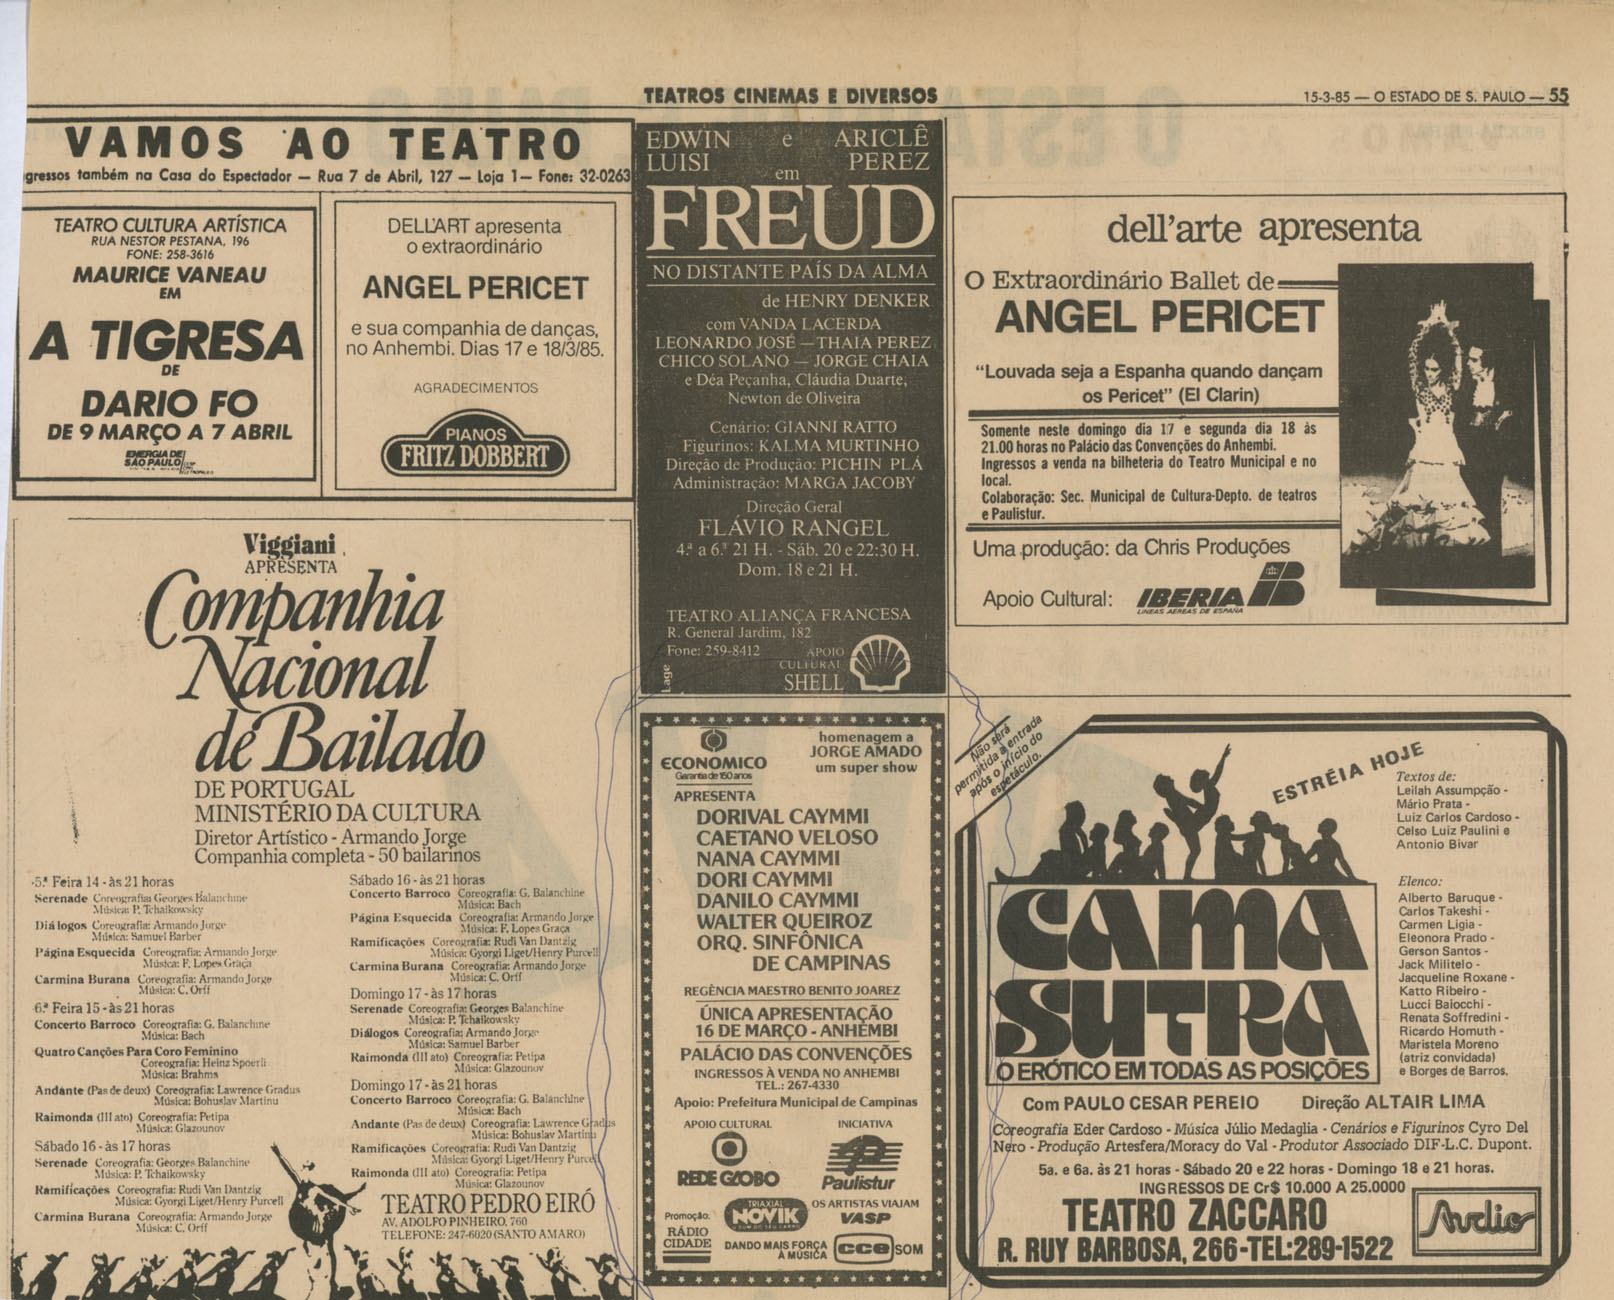 TEATROS CINEMAS E DIVERSOS
15-3-85 — O ESTADO DE S. PAULO — 55
VAMOS AO TEATRO
gressos também na Casa do Espectador — Rua 7 de Abril, 127 — Loja 1 — Fone: 32-0263
TEATRO CULTURA ARTÍSTICA
RUA NESTOR PESTANA, 196
FONE: 258-3616
MAURICE VANEAU
EM
A TIGRESA
DE
DARIO FO
DE 9 MARÇO A 7 ABRIL
ENERGIA DE
SÃO PAULO
DELL'ART apresenta
o extraordinário
ANGEL PERICET
e sua companhia de danças,
no Anhembi. Dias 17 e 18/3/85.
AGRADECIMENTOS
PIANOS
FRITZ DOBBERT
EDWIN e ARICLÊ
LUISI PEREZ
em
FREUD
NO DISTANTE PAÍS DA ALMA
de HENRY DENKER
com VANDA LACERDA
LEONARDO JOSÉ — THAIA PEREZ
CHICO SOLANO — JORGE CHAIA
e Déa Peçanha, Cláudia Duarte,
Newton de Oliveira
Cenário: GIANNI RATTO
Figurinos: KALMA MURTINHO
Direção de Produção: PICHIN PLÁ
Administração: MARGA JACOBY
Direção Geral
FLÁVIO RANGEL
4.ª a 6.ª 21 H. - Sáb. 20 e 22:30 H.
Dom. 18 e 21 H.
TEATRO ALIANÇA FRANCESA
R. General Jardim, 182
Fone: 259-8412
APOIO
CULTURAL
SHELL
Lage
dell'arte apresenta
O Extraordinário Ballet de
ANGEL PERICET
"Louvada seja a Espanha quando dançam
os Pericet" (El Clarin)
Somente neste domingo dia 17 e segunda dia 18 às
21.00 horas no Palácio das Convenções do Anhembi.
Ingressos a venda na bilheteria do Teatro Municipal e no
local.
Colaboração: Sec. Municipal de Cultura-Depto. de teatros
e Paulistur.
Uma produção: da Chris Produções
Apoio Cultural: IBERIA
LINEAS AEREAS DE ESPAÑA
Viggiani
APRESENTA
Companhia
Nacional
de Bailado
DE PORTUGAL
MINISTÉRIO DA CULTURA
Diretor Artístico - Armando Jorge
Companhia completa - 50 bailarinos
5.ª Feira 14 - às 21 horas
Serenade Coreografia: Georges Balanchine
Música: P. Tchaikowsky
Diálogos Coreografia: Armando Jorge
Música: Samuel Barber
Página Esquecida Coreografia: Armando Jorge
Música: F. Lopes Graça
Carmina Burana Coreografia: Armando Jorge
Música: C. Orff
6.ª Feira 15 - às 21 horas
Concerto Barroco Coreografia: G. Balanchine
Música: Bach
Quatro Canções Para Coro Feminino
Coreografia: Heinz Spoerli
Música: Brahms
Andante (Pas de deux) Coreografia: Lawrence Gradus
Música: Bohuslav Martinu
Raimonda (III ato) Coreografia: Petipa
Música: Glazounov
Sábado 16 - às 17 horas
Serenade Coreografia: Georges Balanchine
Música: P. Tchaikowsky
Ramificações Coreografia: Rudi Van Dantzig
Música: Gyorgi Liget/Henry Purcell
Carmina Burana Coreografia: Armando Jorge
Música: C. Orff
Sábado 16 - às 21 horas
Concerto Barroco Coreografia: G. Balanchine
Música: Bach
Página Esquecida Coreografia: Armando Jorge
Música: F. Lopes Graça
Ramificações Coreografia: Rudi Van Dantzig
Música: Gyorgi Liget/Henry Purcell
Carmina Burana Coreografia: Armando Jorge
Música: C. Orff
Domingo 17 - às 17 horas
Serenade Coreografia: Georges Balanchine
Música: P. Tchaikowsky
Diálogos Coreografia: Armando Jorge
Música: Samuel Barber
Raimonda (III ato) Coreografia: Petipa
Música: Glazounov
Domingo 17 - às 21 horas
Concerto Barroco Coreografia: G. Balanchine
Música: Bach
Andante (Pas de deux) Coreografia: Lawrence Gradus
Música: Bohuslav Martinu
Ramificações Coreografia: Rudi Van Dantzig
Música: Gyorgi Liget/Henry Purcell
Raimonda (III ato) Coreografia: Petipa
Música: Glazounov
TEATRO PEDRO EIRÓ
AV. ADOLFO PINHEIRO, 760
TELEFONE: 247-6020 (SANTO AMARO)
ECONOMICO
Garantia de 150 anos
APRESENTA
homenagem a
JORGE AMADO
um super show
DORIVAL CAYMMI
CAETANO VELOSO
NANA CAYMMI
DORI CAYMMI
DANILO CAYMMI
WALTER QUEIROZ
ORQ. SINFÔNICA
DE CAMPINAS
REGÊNCIA MAESTRO BENITO JOAREZ
ÚNICA APRESENTAÇÃO
16 DE MARÇO - ANHEMBI
PALÁCIO DAS CONVENÇÕES
INGRESSOS À VENDA NO ANHEMBI
TEL.: 267-4330
Apoio: Prefeitura Municipal de Campinas
APOIO CULTURAL
REDE GLOBO
INICIATIVA
Paulistur
Promoção:
RÁDIO
CIDADE
TRIAXIAL
NOVIK
OS ARTISTAS VIAJAM
VASP
DANDO MAIS FORÇA
À MÚSICA
CCE SOM
Não será
permitida a entrada
após o início do
espetáculo.
ESTRÉIA HOJE
CAMA
SUTRA
O ERÓTICO EM TODAS AS POSIÇÕES
Textos de:
Leilah Assumpção -
Mário Prata -
Luiz Carlos Cardoso -
Celso Luiz Paulini e
Antonio Bivar
Elenco:
Alberto Baruque -
Carlos Takeshi -
Carmen Ligia -
Eleonora Prado -
Gerson Santos -
Jack Militelo -
Jacqueline Roxane -
Katto Ribeiro -
Lucci Baiocchi -
Renata Soffredini -
Ricardo Homuth -
Maristela Moreno
(atriz convidada)
e Borges de Barros.
Com PAULO CESAR PEREIO Direção ALTAIR LIMA
Coreografia Eder Cardoso - Música Júlio Medaglia - Cenários e Figurinos Cyro Del
Nero - Produção Artesfera/Moracy do Val - Produtor Associado DIF-L.C. Dupont.
5a. e 6a. às 21 horas - Sábado 20 e 22 horas - Domingo 18 e 21 horas.
INGRESSOS DE Cr$ 10.000 A 25.0000
TEATRO ZACCARO
R. RUY BARBOSA, 266-TEL:289-1522
Audio